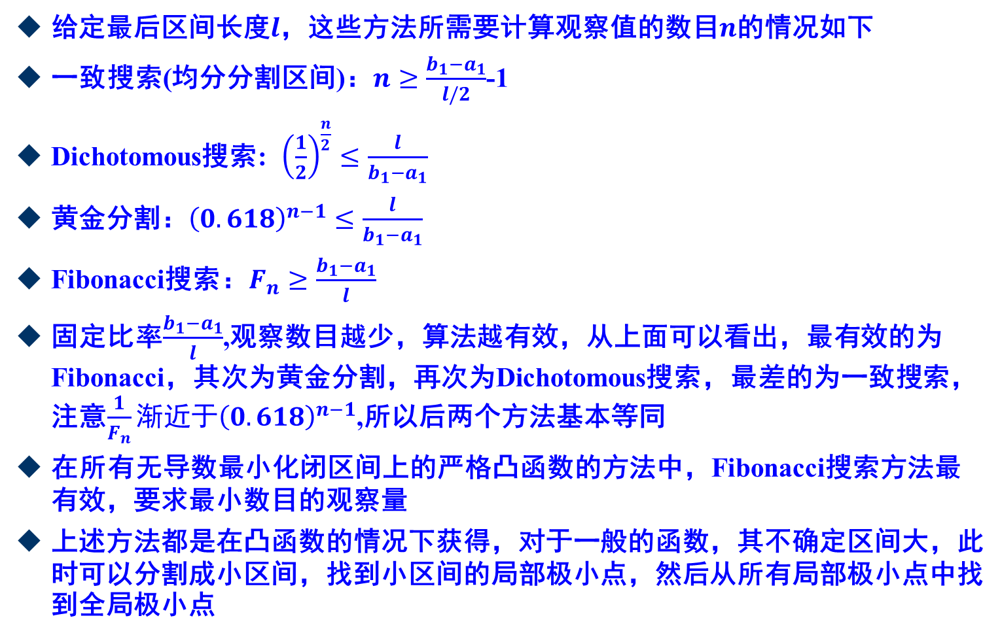 ◆ 给定最后区间长度l，这些方法所需要计算观察值的数目n的情况如下
◆ 一致搜索(均分分割区间)：n ≥ \frac{b_1−a_1}{l/2}-1
◆ Dichotomous搜索：(\frac{1}{2})^{\frac{n}{2}} ≤ \frac{l}{b_1−a_1}
◆ 黄金分割：(0.618)^{n−1} ≤ \frac{l}{b_1−a_1}
◆ Fibonacci搜索：F_n ≥ \frac{b_1−a_1}{l}
◆ 固定比率\frac{b_1−a_1}{l},观察数目越少，算法越有效，从上面可以看出，最有效的为
Fibonacci，其次为黄金分割，再次为Dichotomous搜索，最差的为一致搜索，
注意\frac{1}{F_n}渐近于(0.618)^{n−1},所以后两个方法基本等同
◆ 在所有无导数最小化闭区间上的严格凸函数的方法中，Fibonacci搜索方法最
有效，要求最小数目的观察量
◆ 上述方法都是在凸函数的情况下获得，对于一般的函数，其不确定区间大，此
时可以分割成小区间，找到小区间的局部极小点，然后从所有局部极小点中找
到全局极小点